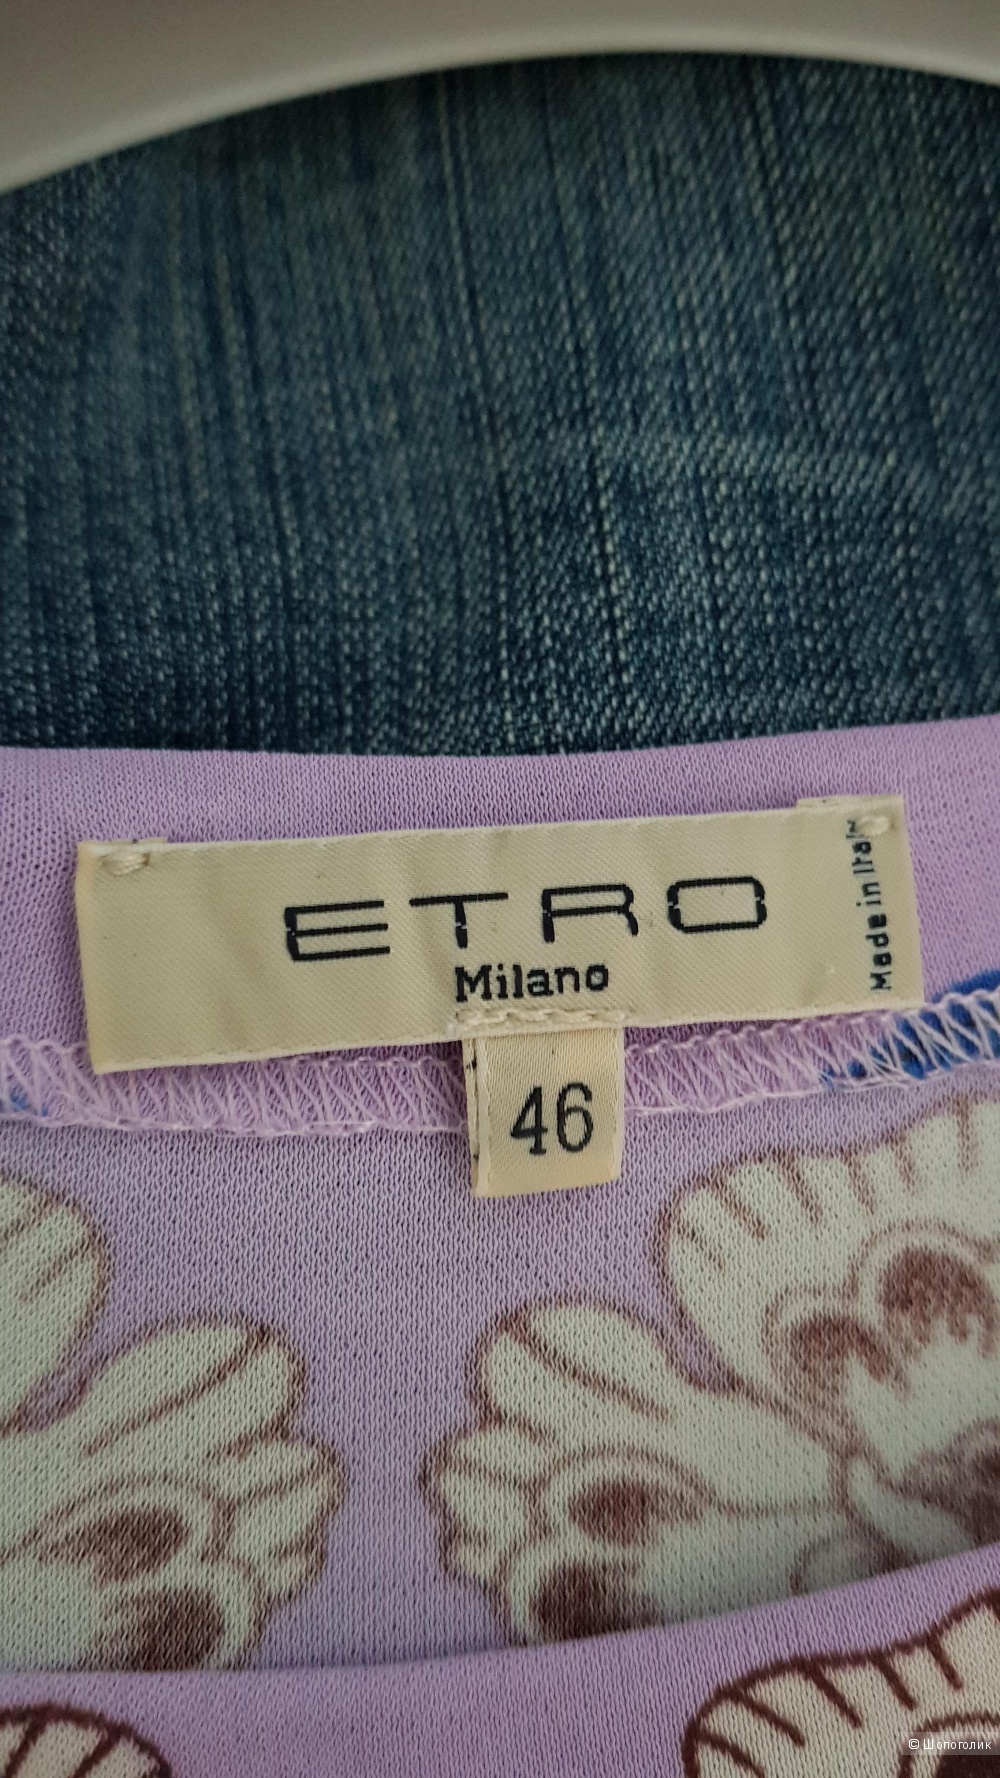 ETRO
Milano
Made in Italy
46
© Шопоголик